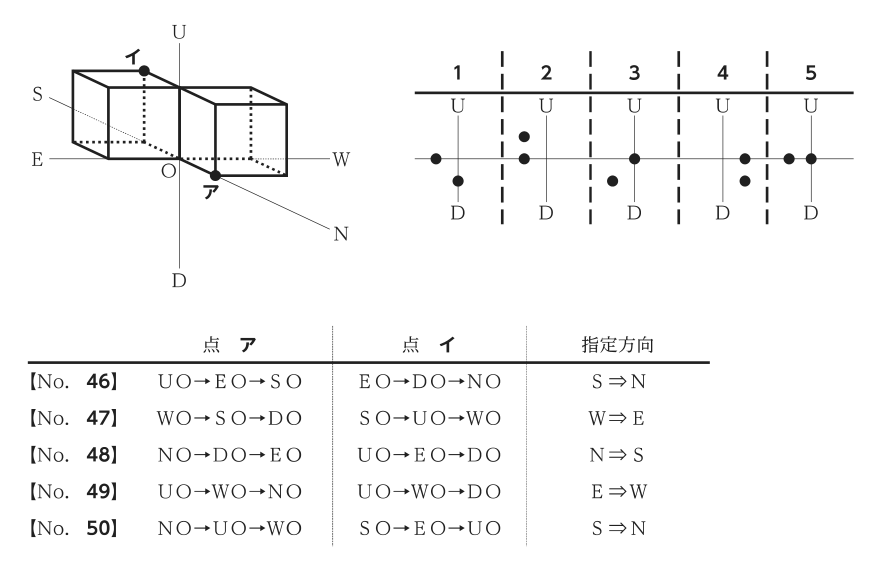 U
イ
S
E
W
O
ア
N
D
1 2 3 4 5
U U U U U
D D D D D
点 ア 点 イ 指定方向
【No. 46】 UO→EO→SO EO→DO→NO S⇒N
【No. 47】 WO→SO→DO SO→UO→WO W⇒E
【No. 48】 NO→DO→EO UO→EO→DO N⇒S
【No. 49】 UO→WO→NO UO→WO→DO E⇒W
【No. 50】 NO→UO→WO SO→EO→UO S⇒N